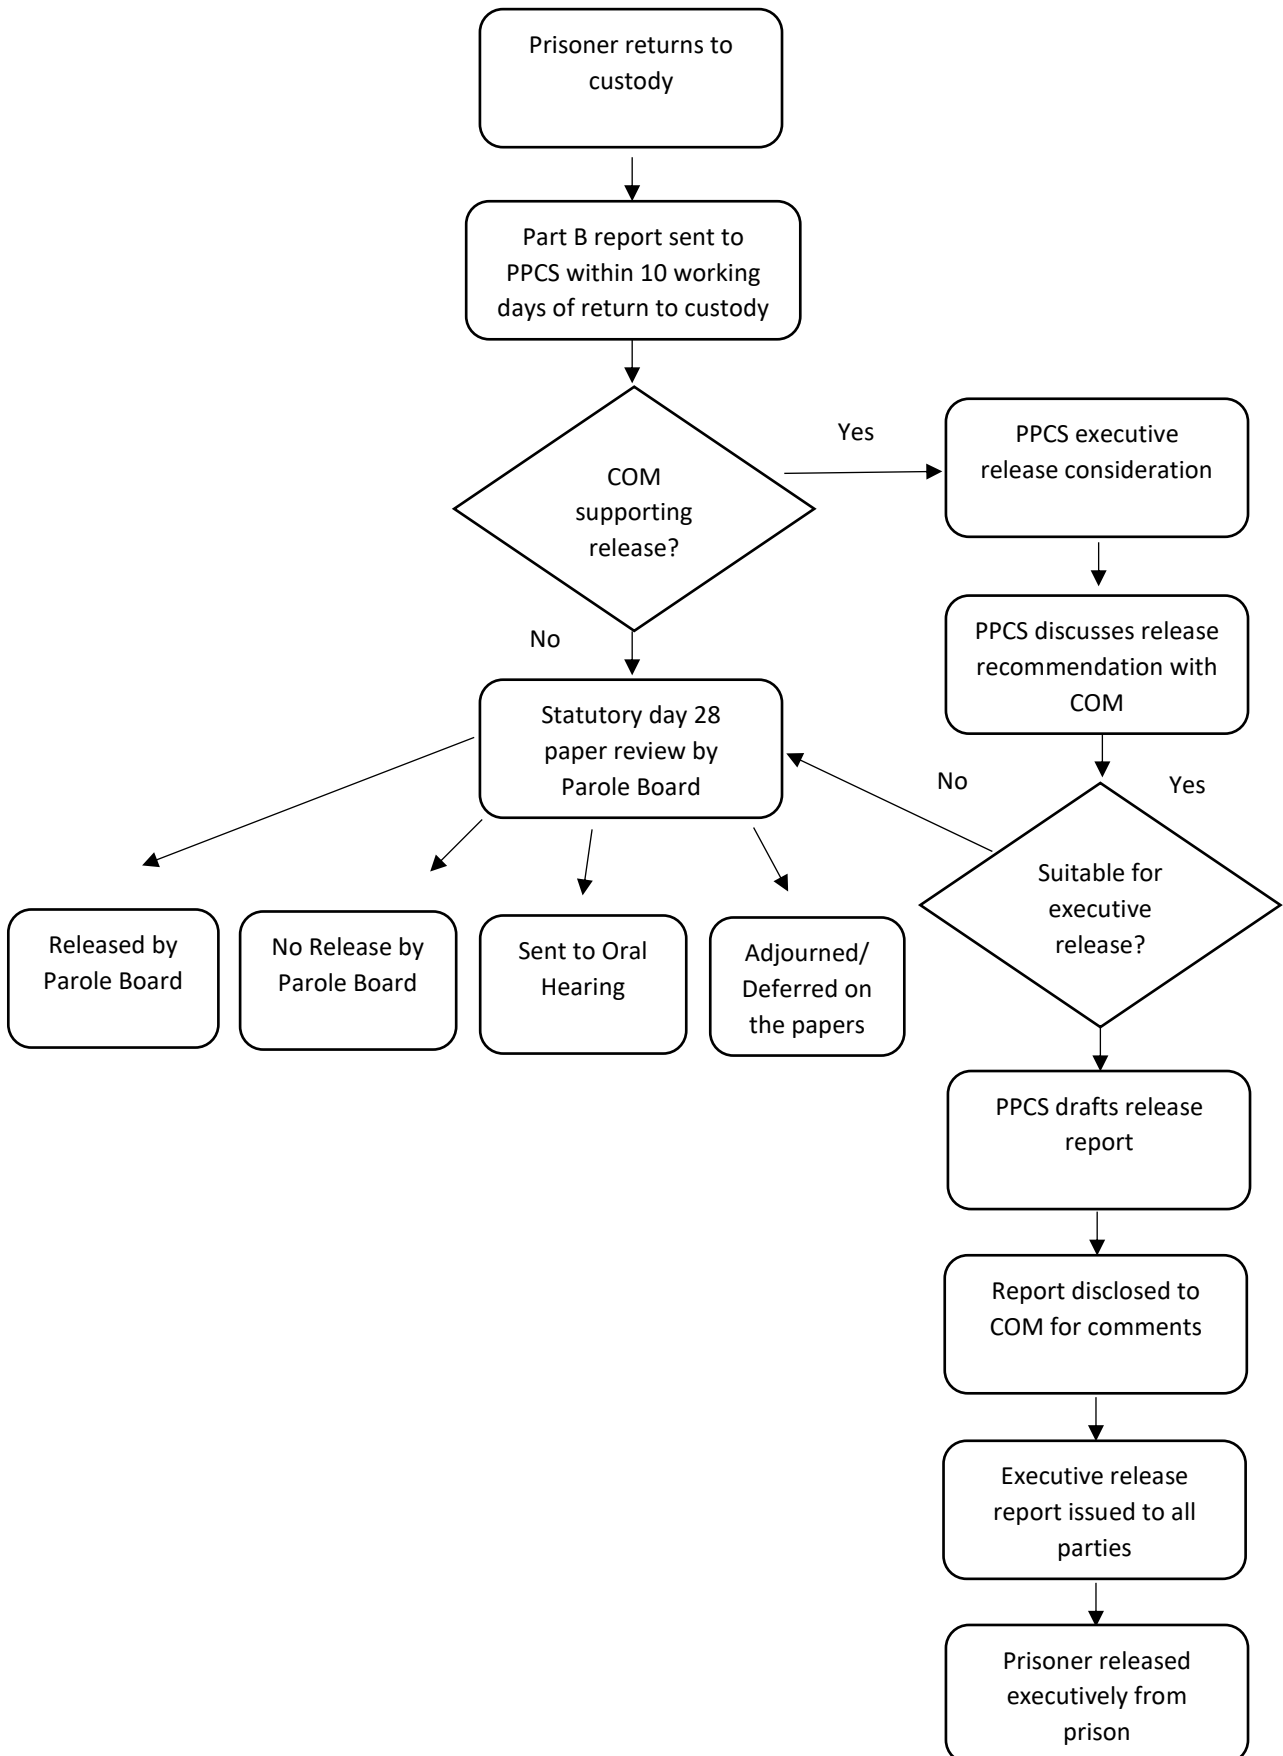 Prisoner returns to
custody
Part B report sent to
PPCS within 10 working
days of return to custody
COM
supporting
release?
Yes
PPCS executive
release consideration
No
PPCS discusses release
recommendation with
COM
Statutory day 28
paper review by
Parole Board
No
Yes
Suitable for
executive
release?
Released by
Parole Board
No Release by
Parole Board
Sent to Oral
Hearing
Adjourned/
Deferred on
the papers
PPCS drafts release
report
Report disclosed to
COM for comments
Executive release
report issued to all
parties
Prisoner released
executively from
prison